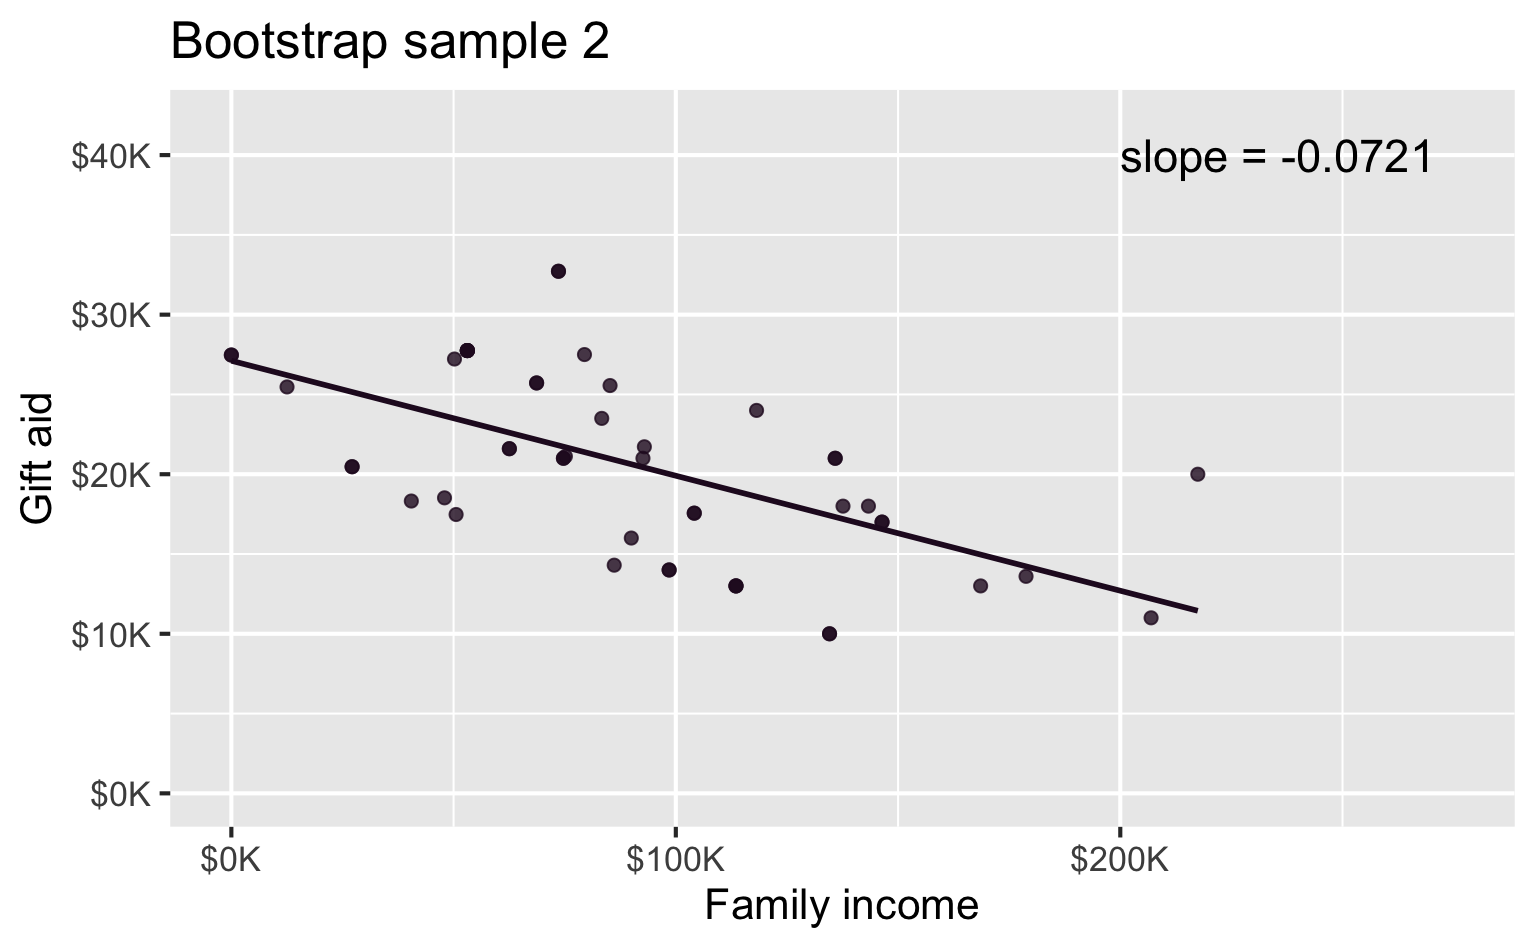 Bootstrap sample 2
slope = -0.0721
$40K
$30K
$20K
$10K
$0K
Gift aid
$0K
$100K
$200K
Family income